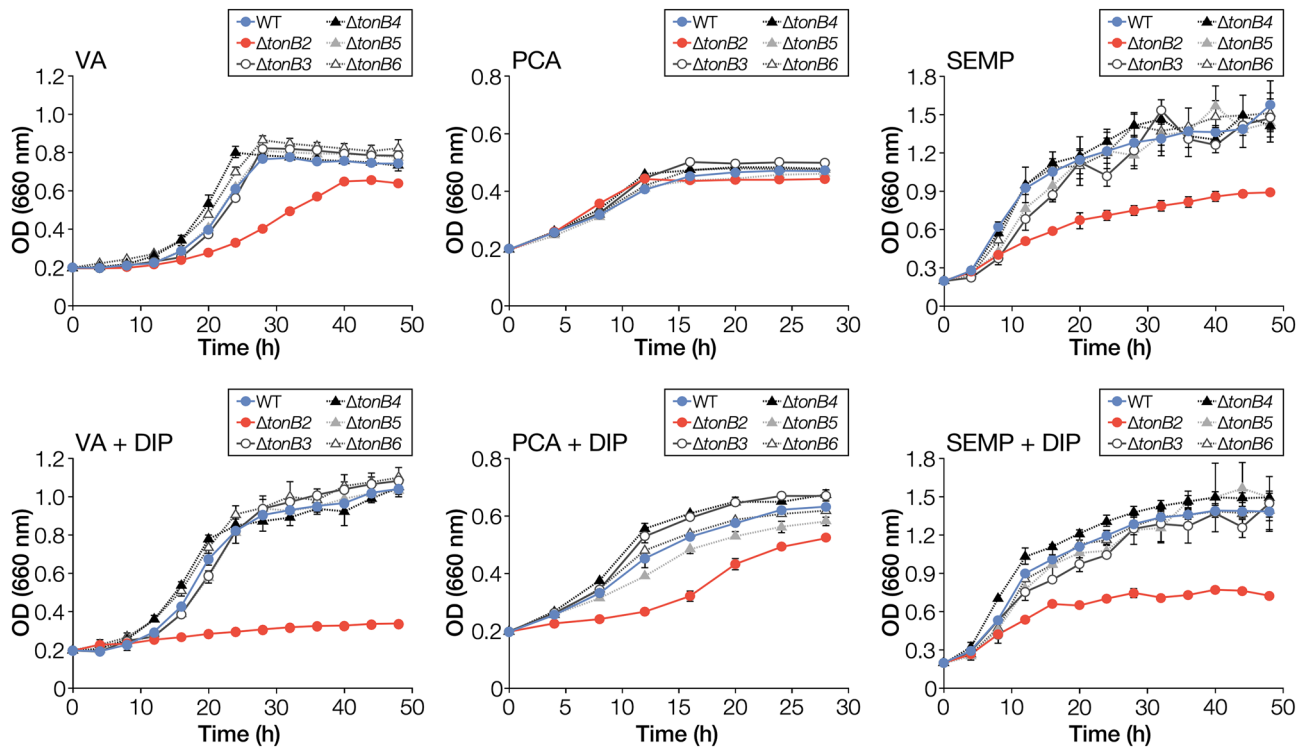 WT
ΔtonB4
ΔtonB2
ΔtonB5
ΔtonB3
ΔtonB6
VA
1.2
1.0
0.8
0.6
0.4
0.2
0
OD (660 nm)
0 10 20 30 40 50
Time (h)
WT
ΔtonB4
ΔtonB2
ΔtonB5
ΔtonB3
ΔtonB6
PCA
0.8
0.6
0.4
0.2
0
OD (660 nm)
0 5 10 15 20 25 30
Time (h)
WT
ΔtonB4
ΔtonB2
ΔtonB5
ΔtonB3
ΔtonB6
SEMP
1.8
1.5
1.2
0.9
0.6
0.3
0
OD (660 nm)
0 10 20 30 40 50
Time (h)
WT
ΔtonB4
ΔtonB2
ΔtonB5
ΔtonB3
ΔtonB6
VA + DIP
1.2
1.0
0.8
0.6
0.4
0.2
0
OD (660 nm)
0 10 20 30 40 50
Time (h)
WT
ΔtonB4
ΔtonB2
ΔtonB5
ΔtonB3
ΔtonB6
PCA + DIP
0.8
0.6
0.4
0.2
0
OD (660 nm)
0 5 10 15 20 25 30
Time (h)
WT
ΔtonB4
ΔtonB2
ΔtonB5
ΔtonB3
ΔtonB6
SEMP + DIP
1.8
1.5
1.2
0.9
0.6
0.3
0
OD (660 nm)
0 10 20 30 40 50
Time (h)